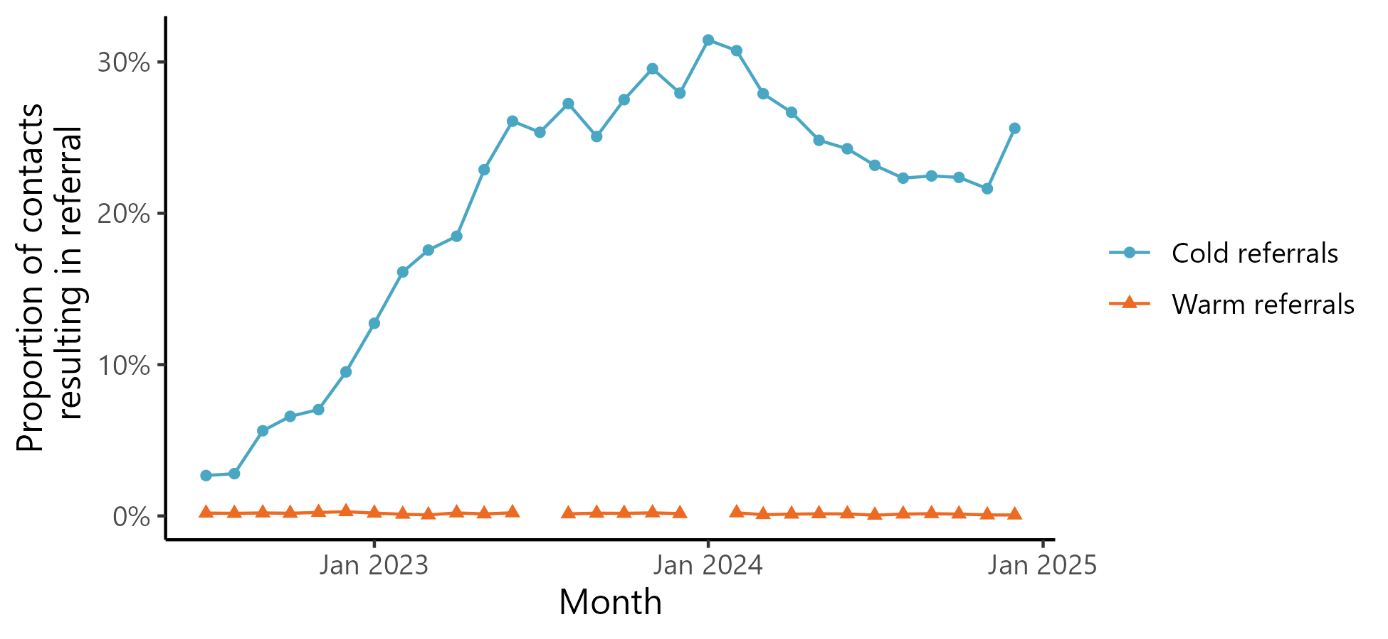 Proportion of contacts
resulting in referral
30%
20%
10%
0%
Jan 2023
Jan 2024
Jan 2025
Month
Cold referrals
Warm referrals